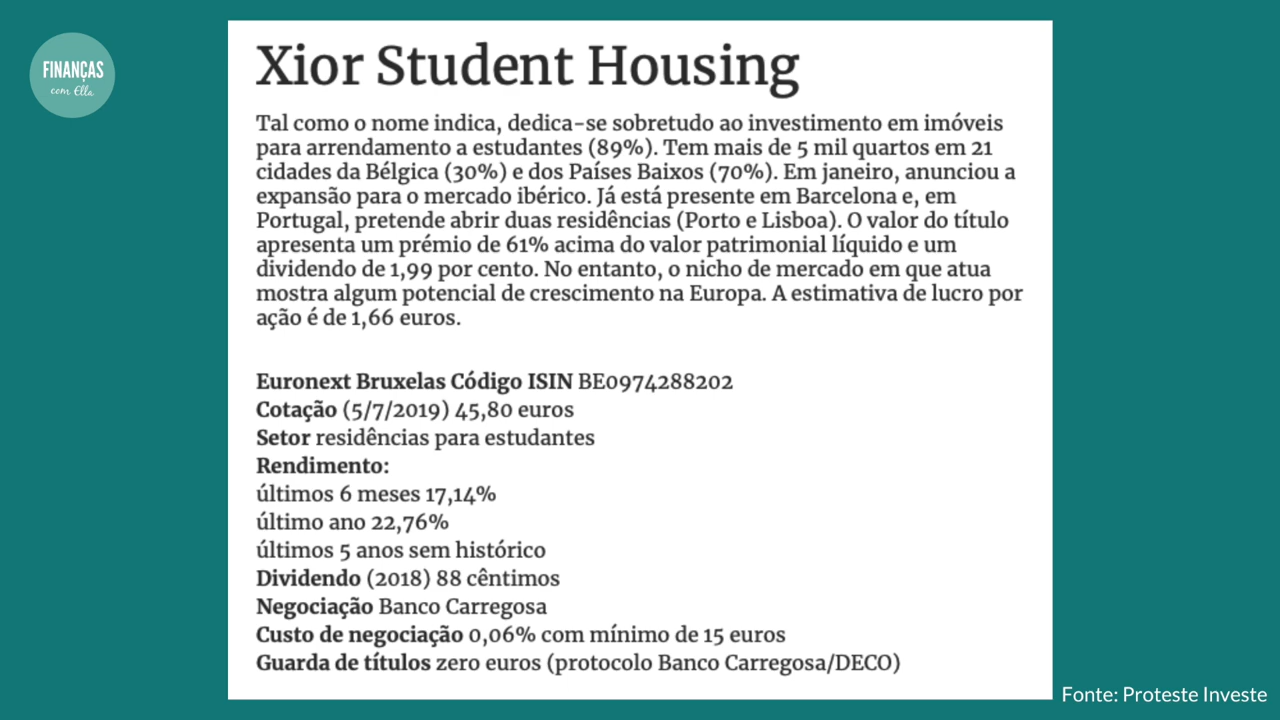 FINANÇAS
com Ella
Xior Student Housing
Tal como o nome indica, dedica-se sobretudo ao investimento em imóveis
para arrendamento a estudantes (89%). Tem mais de 5 mil quartos em 21
cidades da Bélgica (30%) e dos Países Baixos (70%). Em janeiro, anunciou a
expansão para o mercado ibérico. Já está presente em Barcelona e, em
Portugal, pretende abrir duas residências (Porto e Lisboa). O valor do título
apresenta um prémio de 61% acima do valor patrimonial líquido e um
dividendo de 1,99 por cento. No entanto, o nicho de mercado em que atua
mostra algum potencial de crescimento na Europa. A estimativa de lucro por
ação é de 1,66 euros.
Euronext Bruxelas Código ISIN BE0974288202
Cotação (5/7/2019) 45,80 euros
Setor residências para estudantes
Rendimento:
últimos 6 meses 17,14%
último ano 22,76%
últimos 5 anos sem histórico
Dividendo (2018) 88 cêntimos
Negociação Banco Carregosa
Custo de negociação 0,06% com mínimo de 15 euros
Guarda de títulos zero euros (protocolo Banco Carregosa/DECO)
Fonte: Proteste Investe